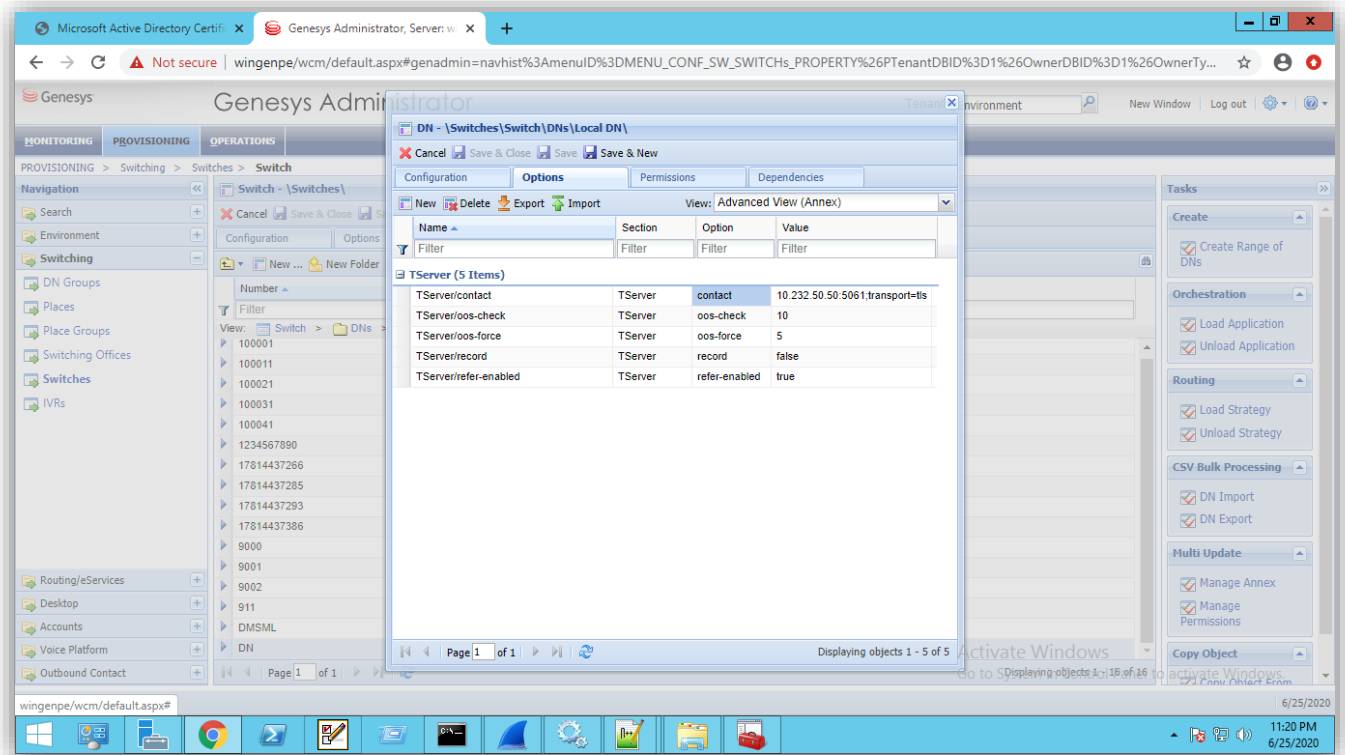 Microsoft Active Directory Certifi
Genesys Administrator, Server: w
Not secure | wingenpe/wcm/default.aspx#genadmin=navhist%3AmenuID%3DMENU_CONF_SW_SWITCHs_PROPERTY%26PTenantDBID%3D1%26OwnerDBID%3D1%26OwnerTy...
Genesys
Genesys Administrator
Tenant
nvironment
New Window | Log out
MONITORING PROVISIONING OPERATIONS
PROVISIONING > Switching > Switches > Switch
Navigation
Search
Environment
Switching
DN Groups
Places
Place Groups
Switching Offices
Switches
IVRs
Routing/eServices
Desktop
Accounts
Voice Platform
Outbound Contact
Switch - \Switches\
Cancel Save & Close
Configuration Options
New ... New Folder
Number
Filter
View: Switch > DNs >
100001
100011
100021
100031
100041
1234567890
17814437266
17814437285
17814437293
17814437386
9000
9001
9002
911
DMSML
DN
Page 1 of 1
Displaying objects 1 - 16 of 16
DN - \Switches\Switch\DNs\Local DN\
Cancel Save & Close Save Save & New
Configuration Options Permissions Dependencies
New Delete Export Import View: Advanced View (Annex)
Name Section Option Value
Filter Filter Filter Filter
TServer (5 Items)
TServer/contact TServer contact 10.232.50.50:5061;transport=tls
TServer/oos-check TServer oos-check 10
TServer/oos-force TServer oos-force 5
TServer/record TServer record false
TServer/refer-enabled TServer refer-enabled true
Page 1 of 1
Displaying objects 1 - 5 of 5
Tasks
Create
Create Range of
DNs
Orchestration
Load Application
Unload Application
Routing
Load Strategy
Unload Strategy
CSV Bulk Processing
DN Import
DN Export
Multi Update
Manage Annex
Manage
Permissions
Copy Object
Copy Object From
Activate Windows
Go to System in Control Panel to activate Windows.
wingenpe/wcm/default.aspx#
6/25/2020
11:20 PM
6/25/2020